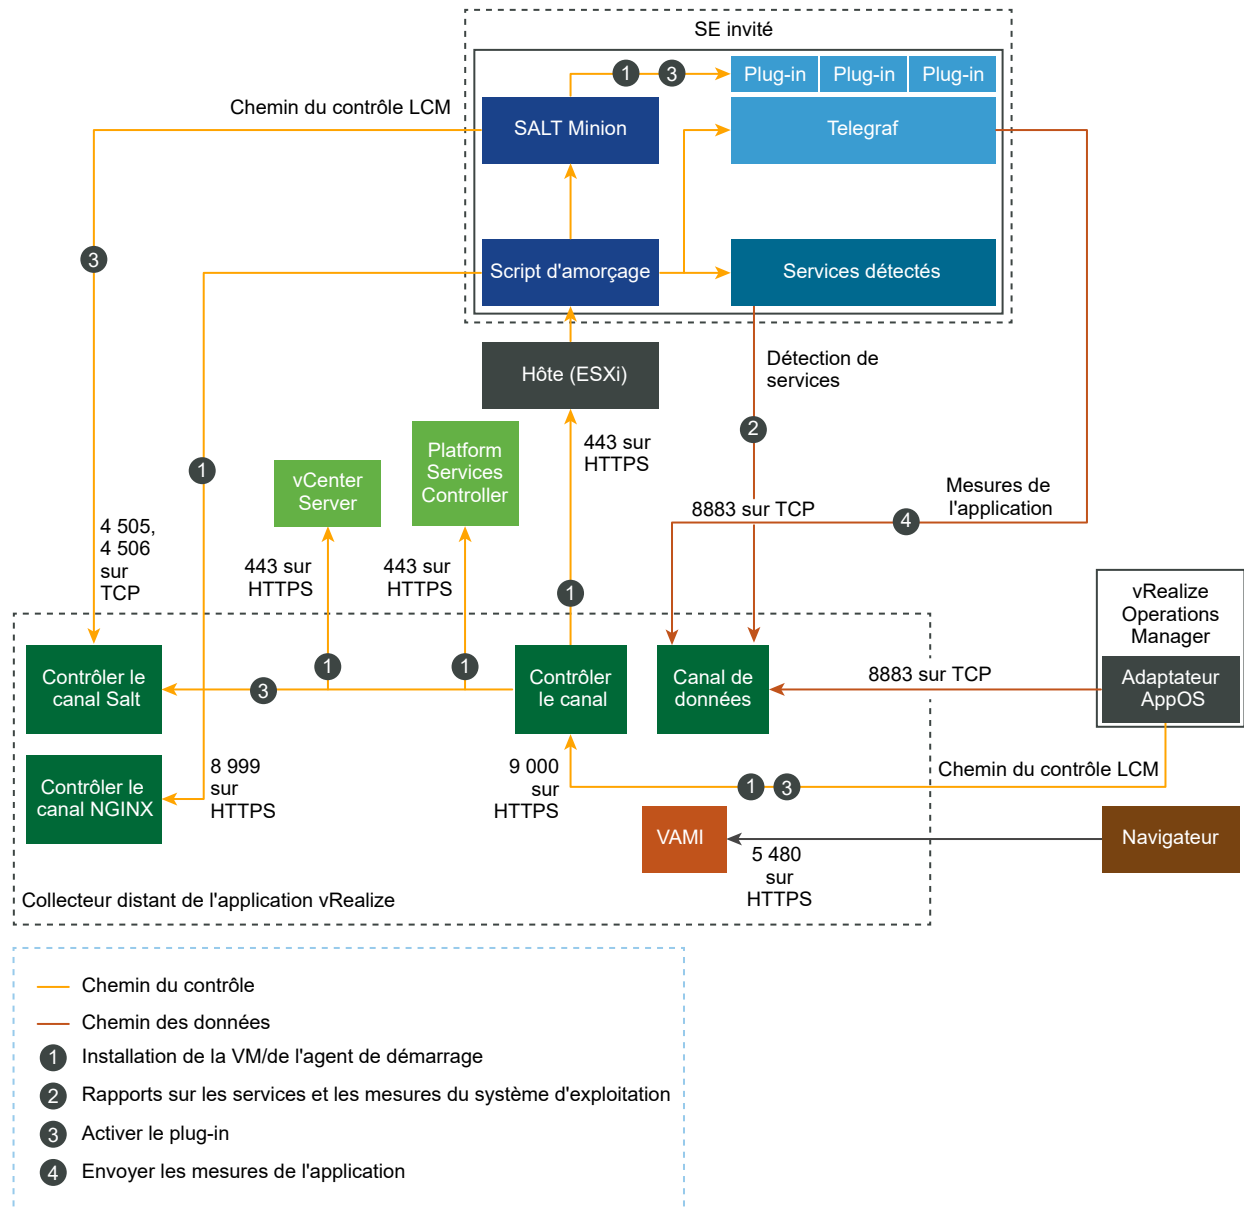 SE invité
1
3
Plug-in
Plug-in
Plug-in
Chemin du contrôle LCM
SALT Minion
Telegraf
3
Script d'amorçage
Services détectés
Hôte (ESXi)
Détection de
services
2
1
vCenter
Server
Platform
Services
Controller
443 sur
HTTPS
8883 sur TCP
4
Mesures de
l'application
4 505,
4 506
sur
TCP
443 sur
HTTPS
443 sur
HTTPS
1
vRealize
Operations
Manager
Adaptateur
AppOS
Contrôler le
canal Salt
3
1
1
Contrôler
le canal
Canal de
données
8883 sur TCP
Contrôler le
canal NGINX
8 999
sur
HTTPS
9 000
sur
HTTPS
1
3
Chemin du contrôle LCM
VAMI
5 480
sur
HTTPS
Navigateur
Collecteur distant de l'application vRealize
Chemin du contrôle
Chemin des données
1 Installation de la VM/de l'agent de démarrage
2 Rapports sur les services et les mesures du système d'exploitation
3 Activer le plug-in
4 Envoyer les mesures de l'application